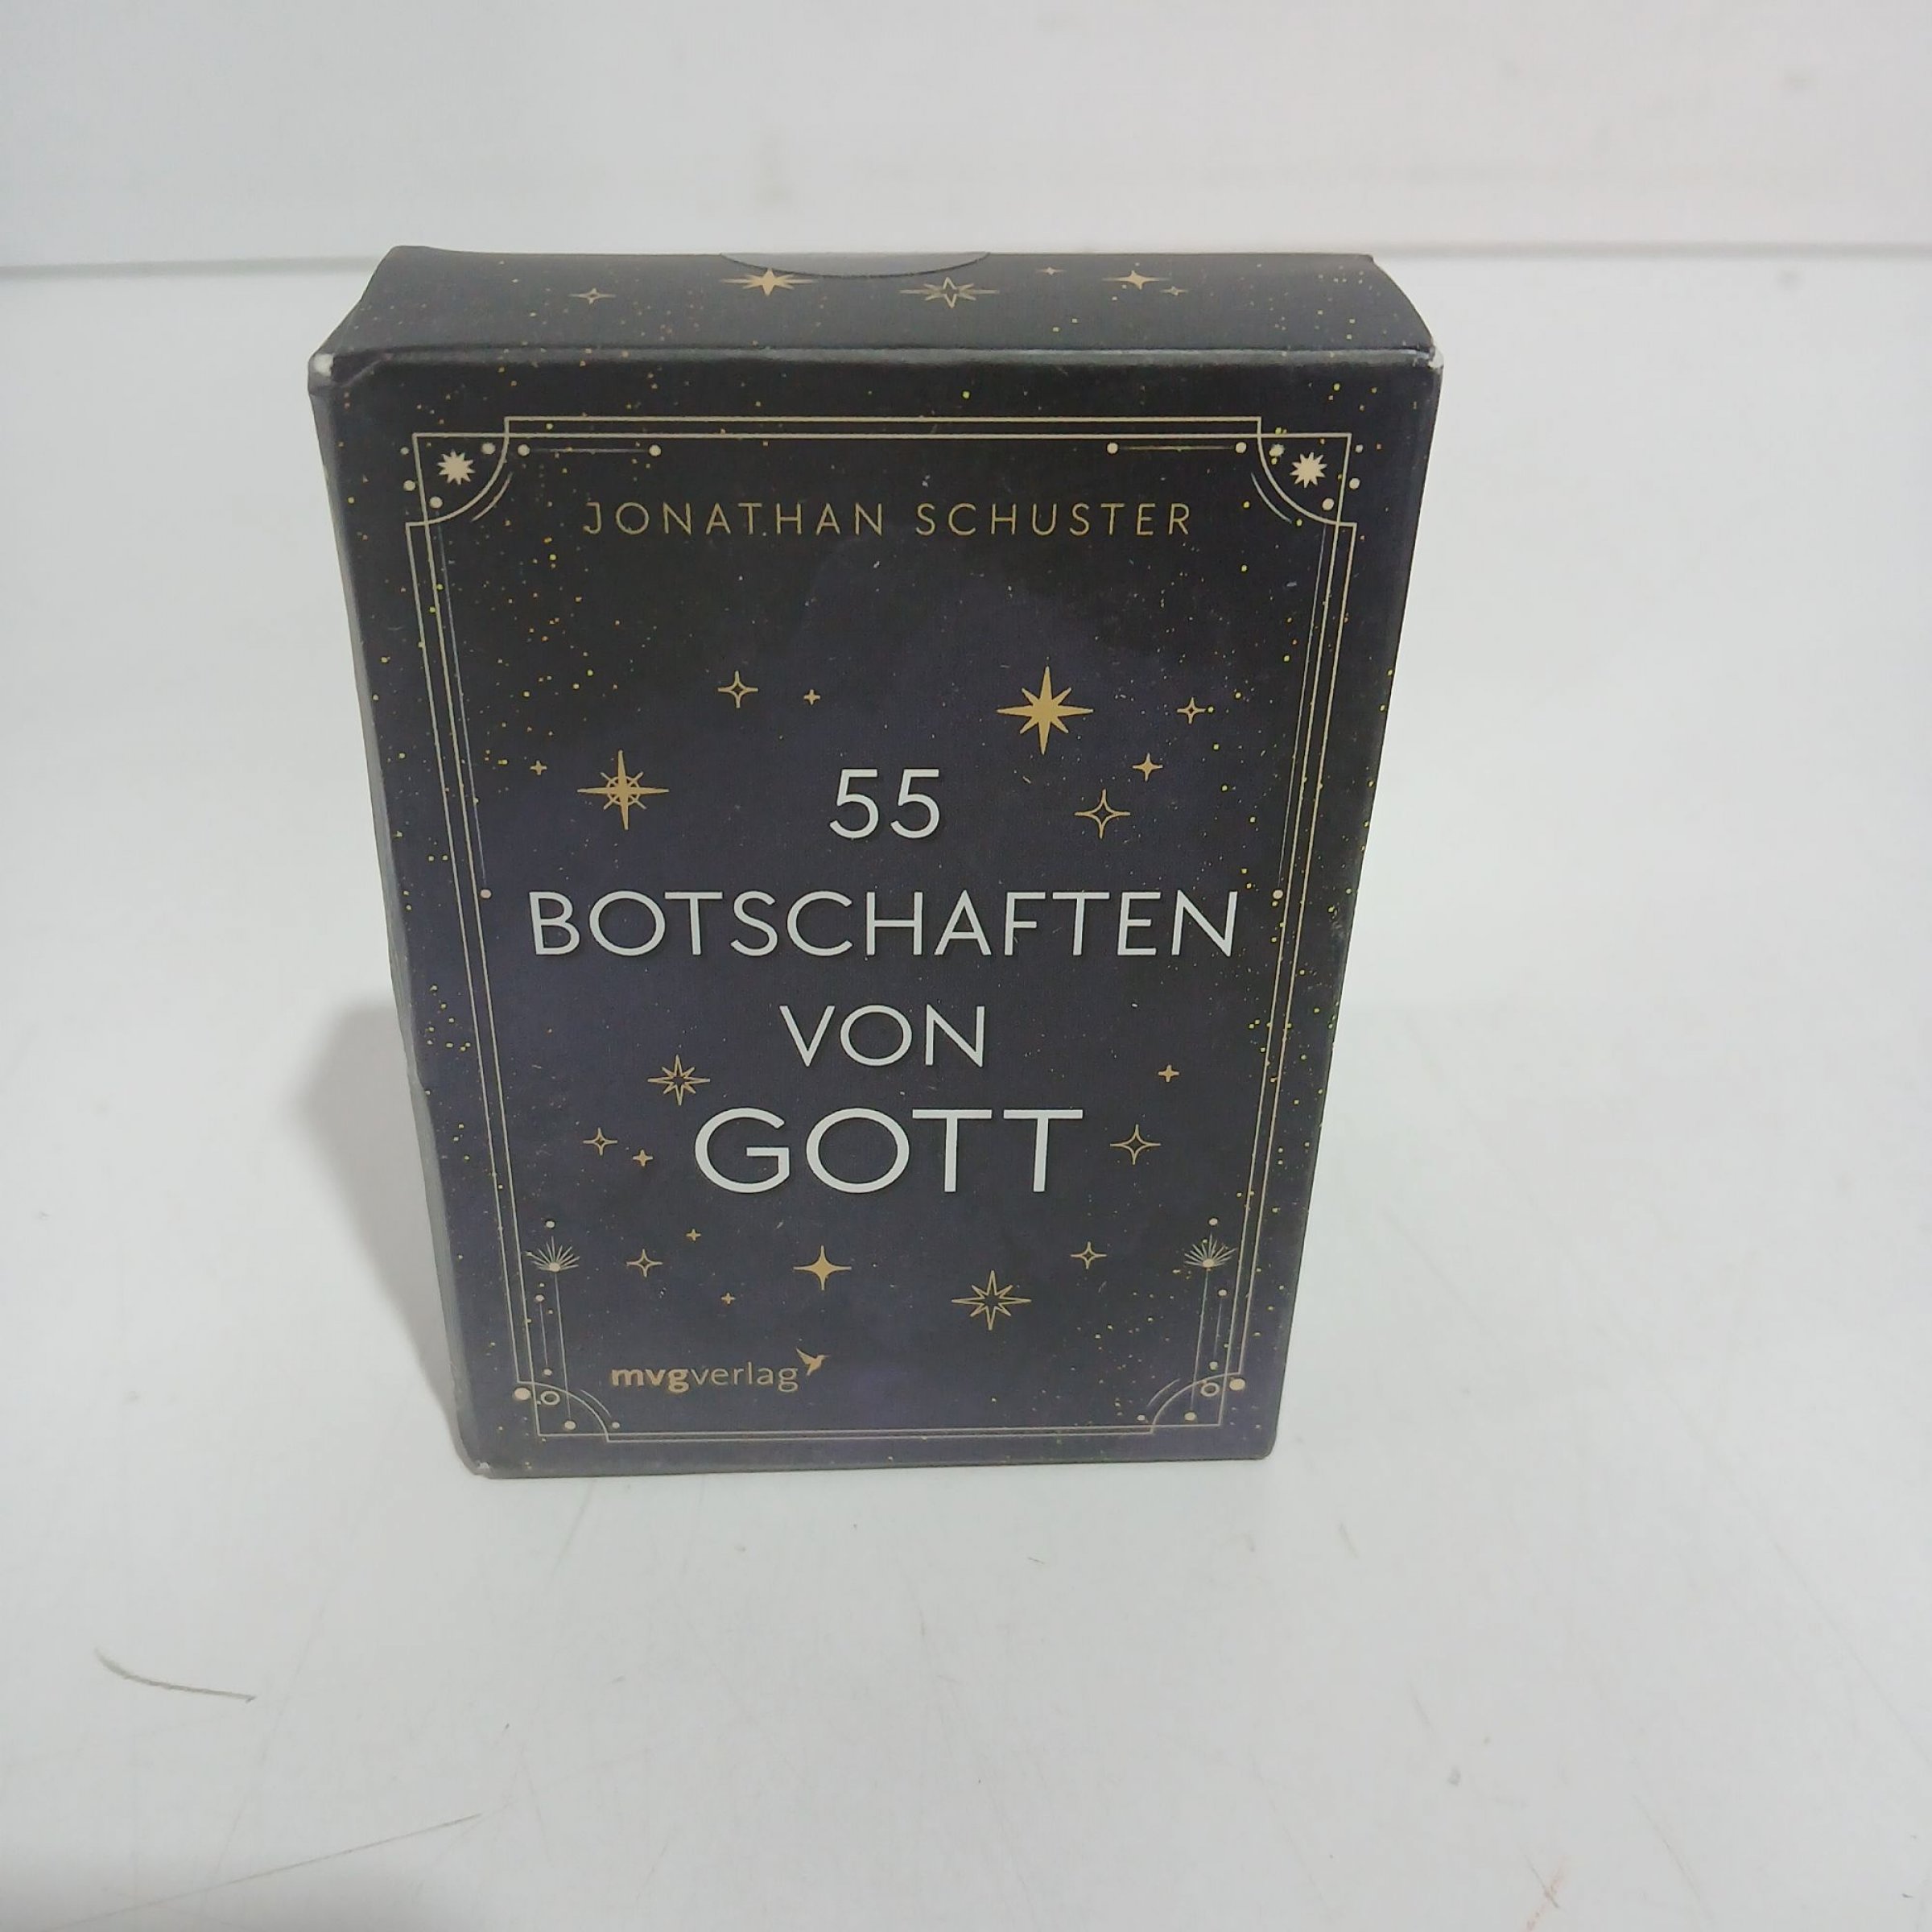 JONATHAN SCHUSTER
55
BOTSCHAFTEN
VON
GOTT
mvgverlag